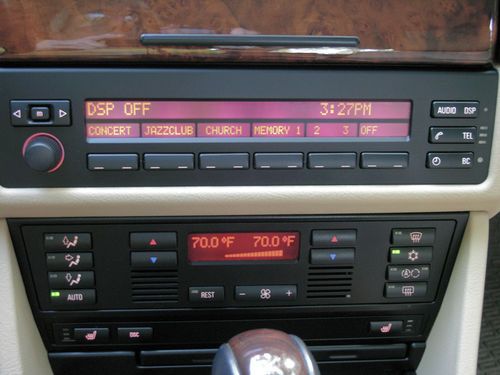 DSP OFF 3:27PM
CONCERT JAZZCLUB CHURCH MEMORY 1 2 3 OFF
AUDIO DSP
TEL
BC
70.0 °F 70.0 °F
AUTO REST - +
DSC